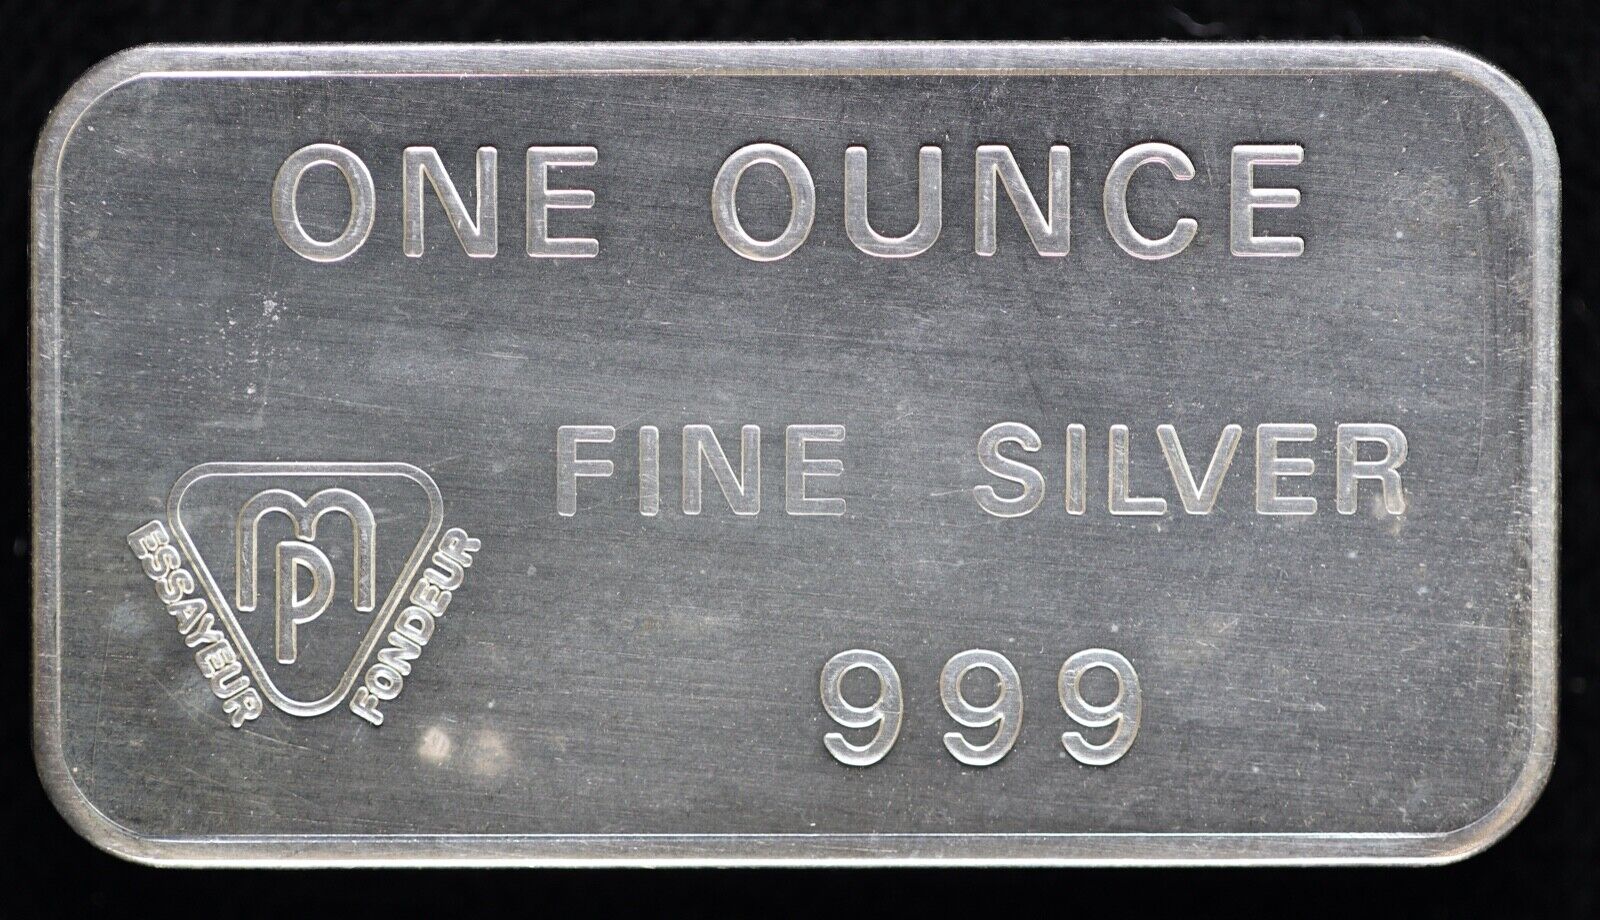 ONE OUNCE
FINE SILVER
MP
ESSAYEUR
FONDEUR
999